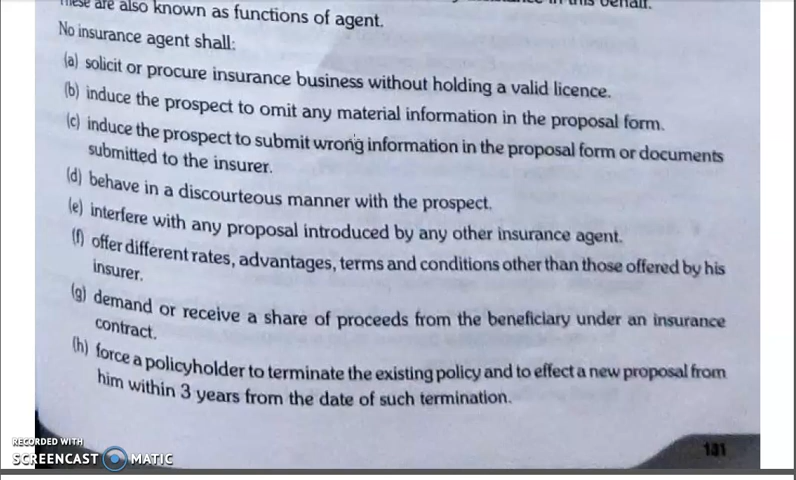 These are also known as functions of agent.
in this behalf.
No insurance agent shall:
(a) solicit or procure insurance business without holding a valid licence.
(b) induce the prospect to omit any material information in the proposal form.
(c) induce the prospect to submit wrong information in the proposal form or documents
submitted to the insurer.
(d) behave in a discourteous manner with the prospect.
(e) interfere with any proposal introduced by any other insurance agent.
(f) offer different rates, advantages, terms and conditions other than those offered by his
insurer.
(g) demand or receive a share of proceeds from the beneficiary under an insurance
contract.
(h) force a policyholder to terminate the existing policy and to effect a new proposal from
him within 3 years from the date of such termination.
131
RECORDED WITH
SCREENCAST MATIC